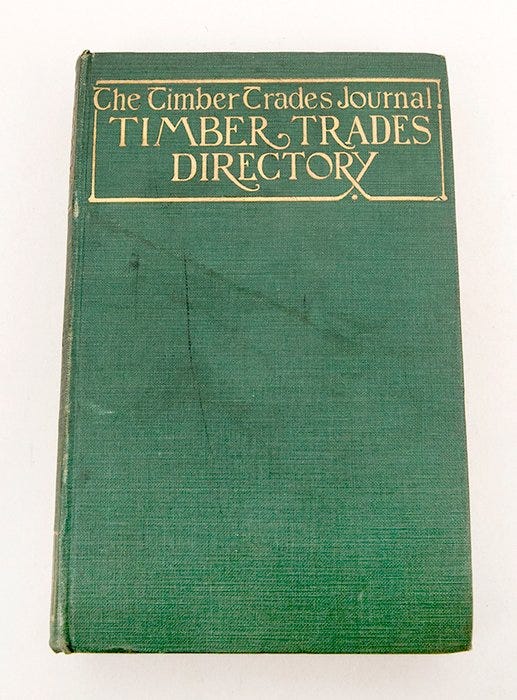 The Timber Trades Journal.
TIMBER TRADES
DIRECTORY